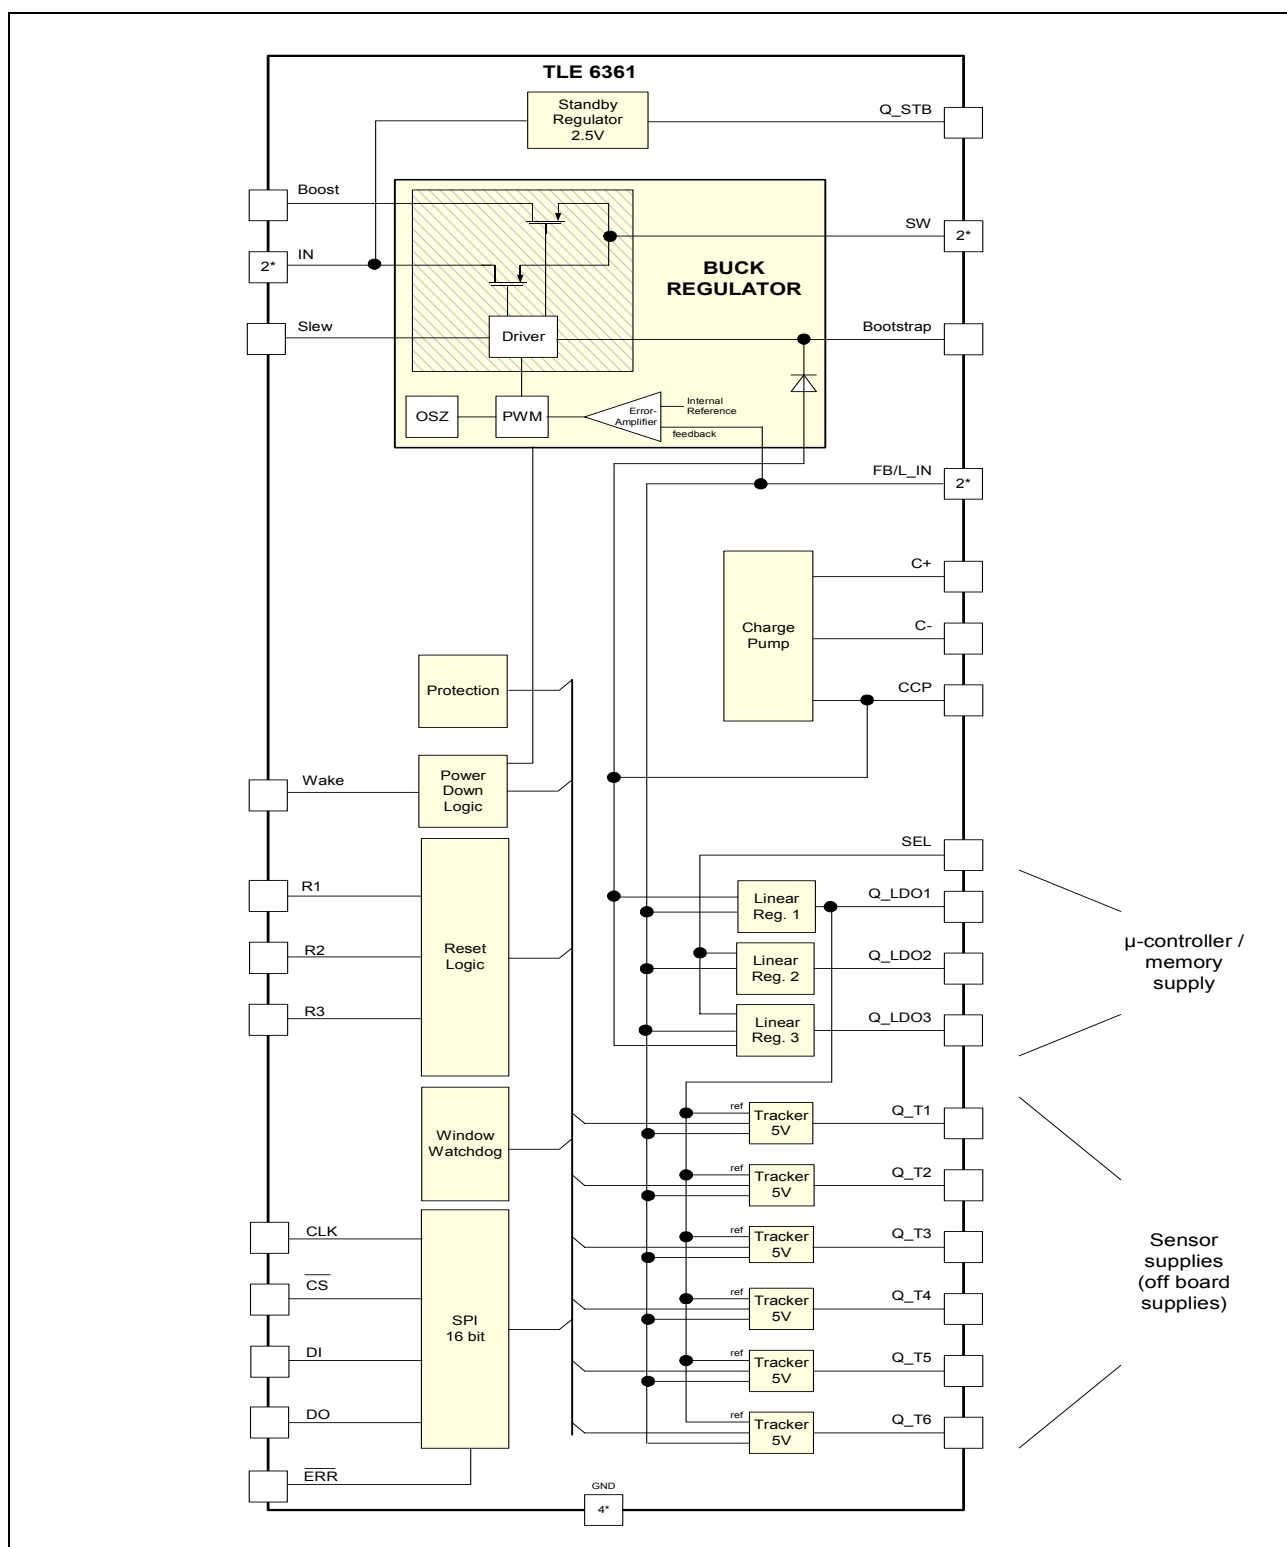 TLE 6361
Standby
Regulator
2.5V
Q_STB
Boost
SW
2*
IN
2*
BUCK
REGULATOR
Slew
Driver
Bootstrap
OSZ
PWM
Error-
Amplifier
Internal
Reference
feedback
FB/L_IN
2*
C+
Charge
Pump
C-
CCP
Protection
Wake
Power
Down
Logic
SEL
R1
Linear
Reg. 1
Q_LDO1
R2
Reset
Logic
Linear
Reg. 2
Q_LDO2
µ-controller /
memory
supply
R3
Linear
Reg. 3
Q_LDO3
Window
Watchdog
ref
Tracker
5V
Q_T1
ref
Tracker
5V
Q_T2
CLK
ref
Tracker
5V
Q_T3
Sensor
supplies
(off board
supplies)
C̅S̅
SPI
16 bit
ref
Tracker
5V
Q_T4
DI
ref
Tracker
5V
Q_T5
DO
ref
Tracker
5V
Q_T6
E̅R̅R̅
GND
4*